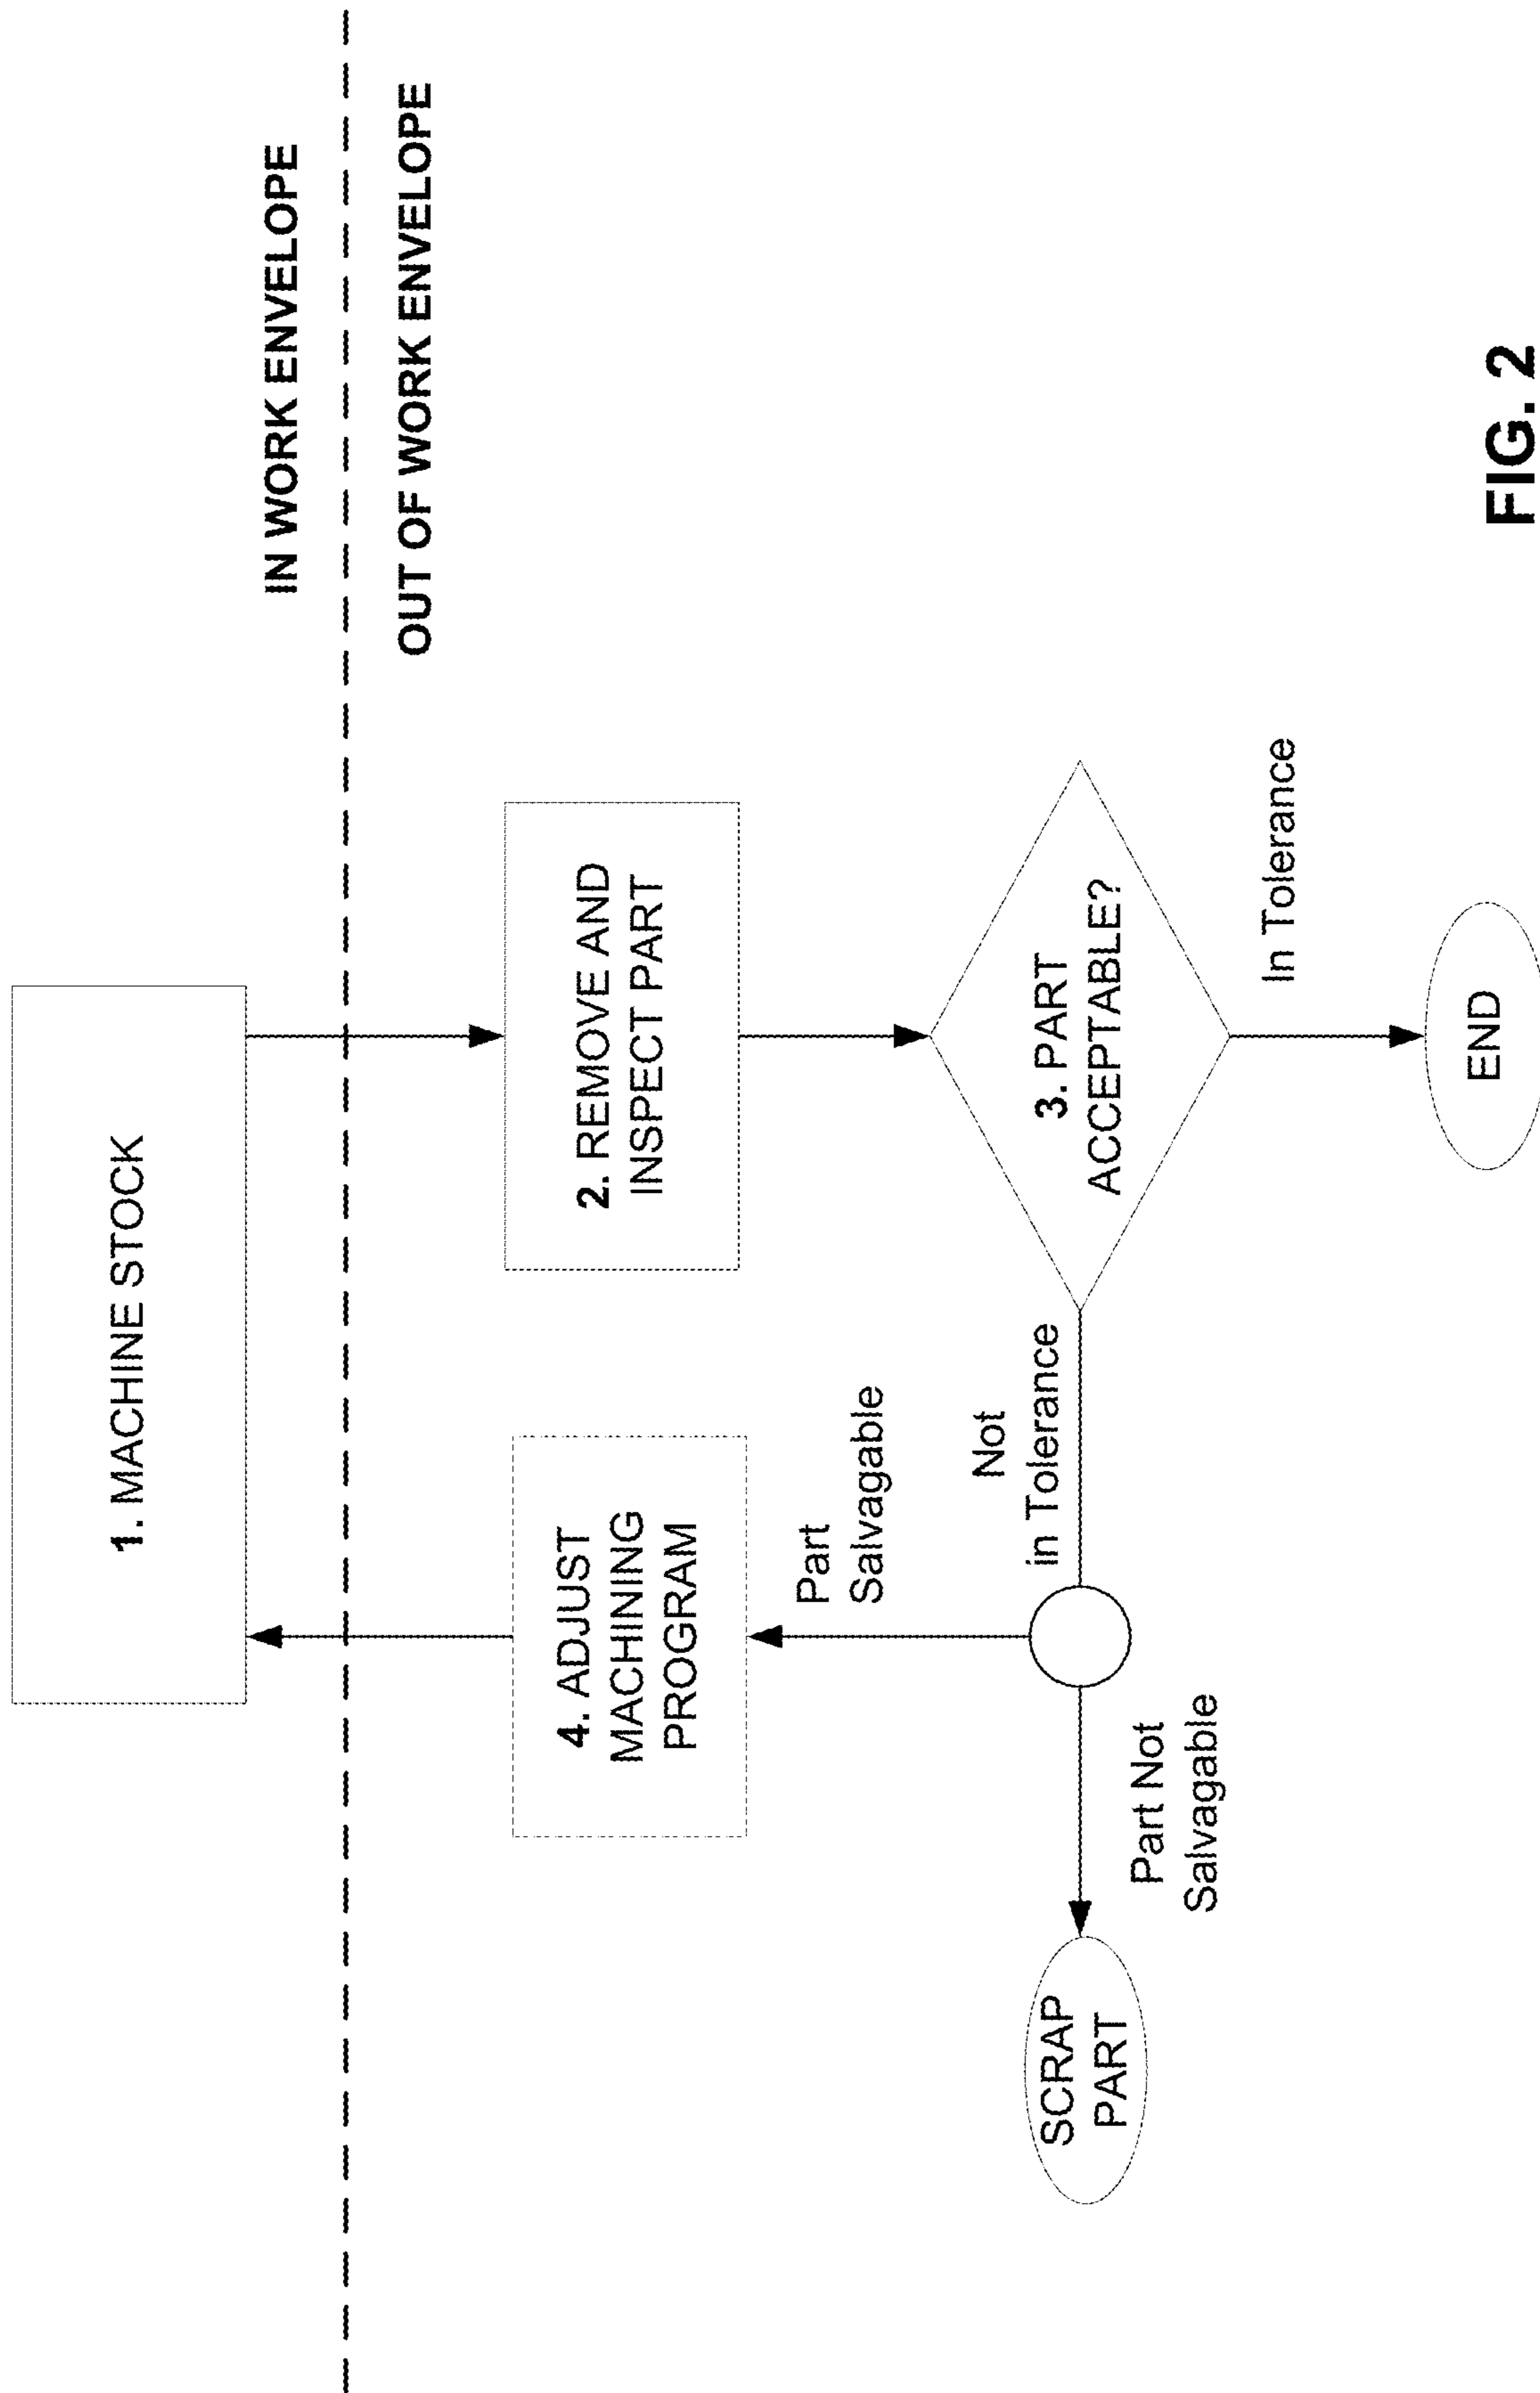 1. MACHINE STOCK
IN WORK ENVELOPE
OUT OF WORK ENVELOPE
2. REMOVE AND
INSPECT PART
4. ADJUST
MACHINING
PROGRAM
Part
Salvagable
Not
in Tolerance
3. PART
ACCEPTABLE?
SCRAP
PART
Part Not
Salvagable
In Tolerance
END
FIG. 2